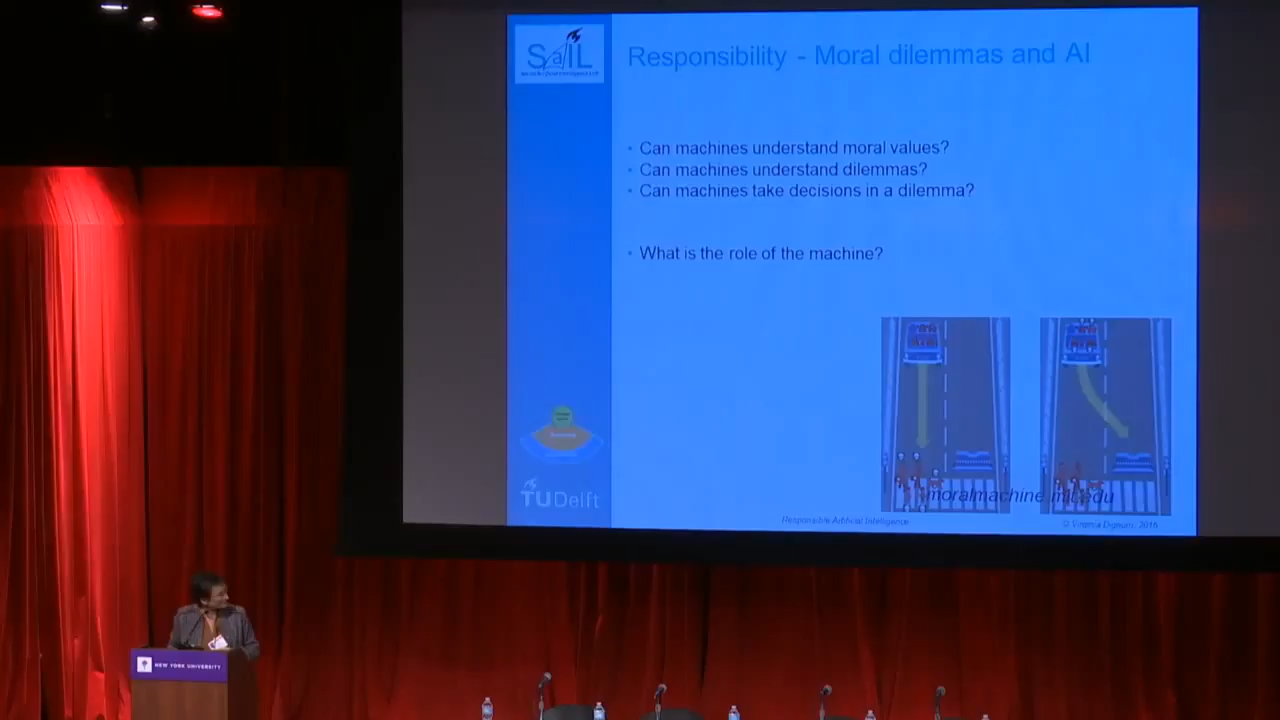 SaIL
Responsibility - Moral dilemmas and AI
Can machines understand moral values?
Can machines understand dilemmas?
Can machines take decisions in a dilemma?
What is the role of the machine?
moralmachine.mit.edu
TUDelft
Responsible Artificial Intelligence
© Virginia Dignum, 2016
NEW YORK UNIVERSITY